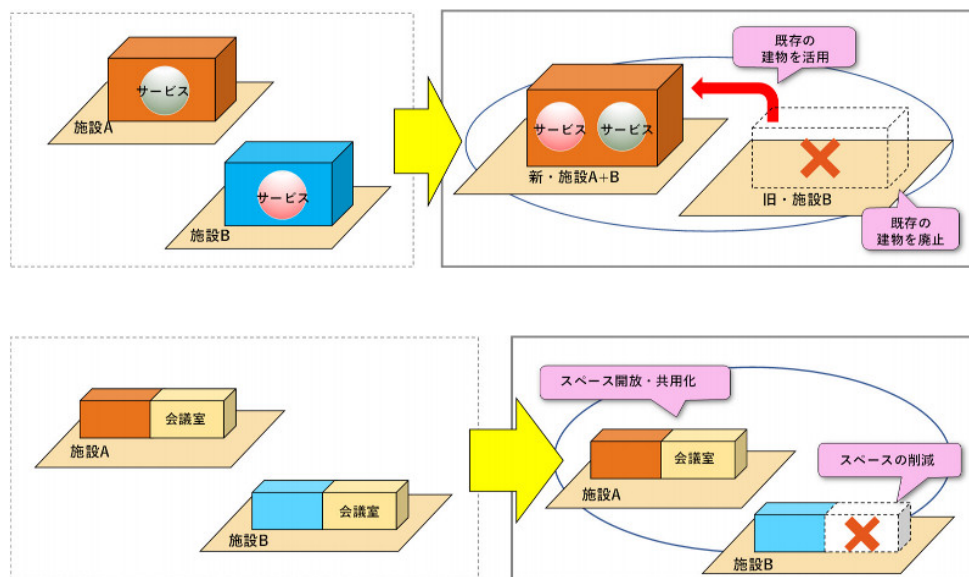 サービス
施設A
サービス
施設B
既存の
建物を活用
サービス
サービス
新・施設A+B
旧・施設B
既存の
建物を廃止
会議室
施設A
会議室
施設B
スペース開放・共用化
会議室
施設A
スペースの削減
施設B